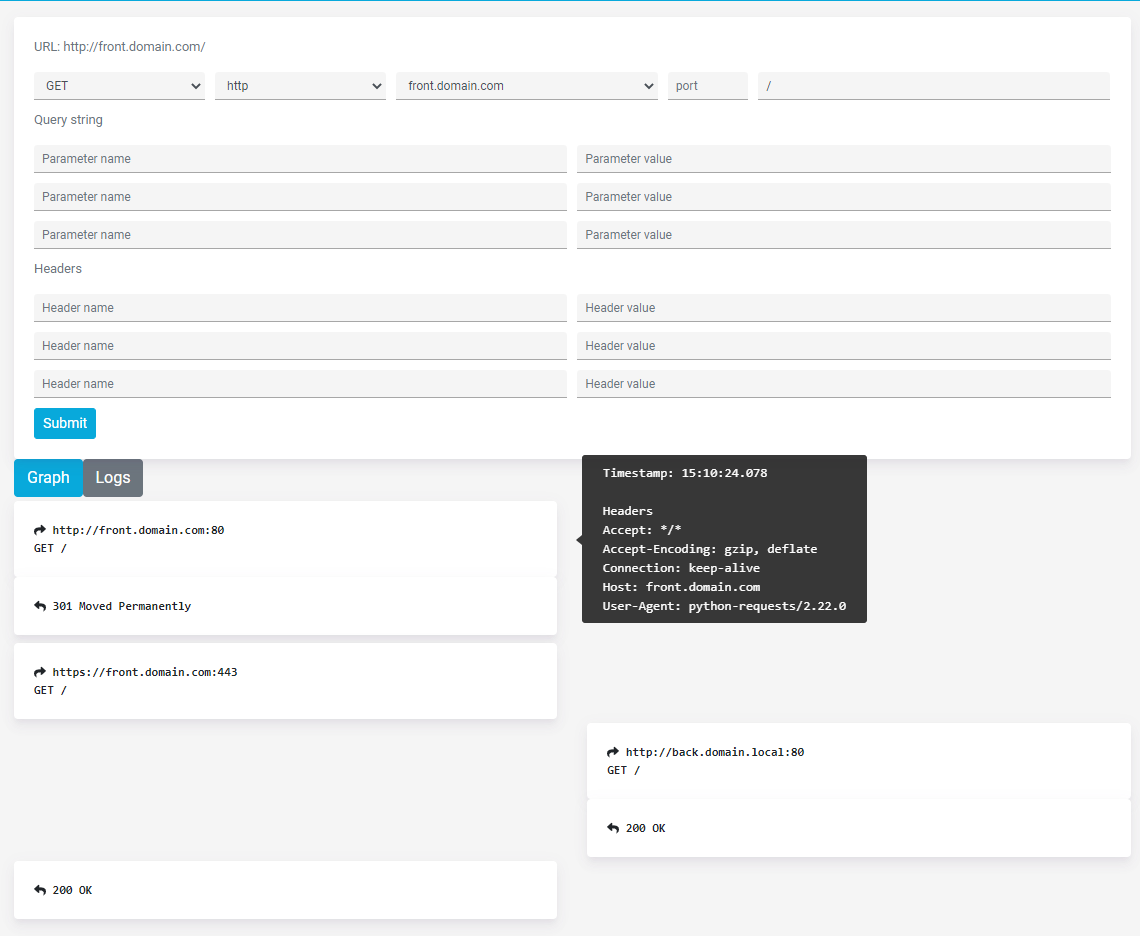 URL: http://front.domain.com/
GET http front.domain.com port /
Query string
Parameter name Parameter value
Parameter name Parameter value
Parameter name Parameter value
Headers
Header name Header value
Header name Header value
Header name Header value
Submit
Graph Logs
Timestamp: 15:10:24.078
Headers
Accept: */*
Accept-Encoding: gzip, deflate
Connection: keep-alive
Host: front.domain.com
User-Agent: python-requests/2.22.0
http://front.domain.com:80
GET /
301 Moved Permanently
https://front.domain.com:443
GET /
http://back.domain.local:80
GET /
200 OK
200 OK